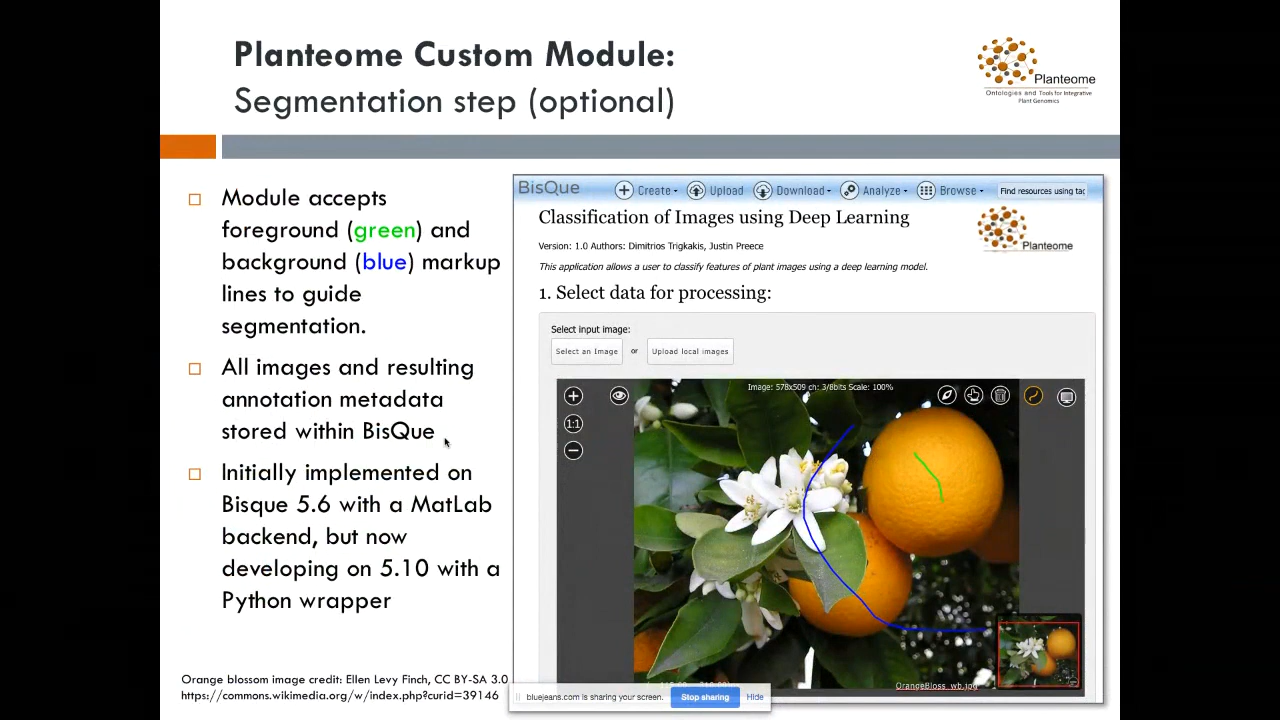 Planteome Custom Module:
Segmentation step (optional)
Planteome
Ontologies and Tools for Integrative
Plant Genomics
Module accepts
foreground (green) and
background (blue) markup
lines to guide
segmentation.
All images and resulting
annotation metadata
stored within BisQue
Initially implemented on
Bisque 5.6 with a MatLab
backend, but now
developing on 5.10 with a
Python wrapper
Orange blossom image credit: Ellen Levy Finch, CC BY-SA 3.0
https://commons.wikimedia.org/w/index.php?curid=39146
BisQue Create Upload Download Analyze Browse Find resources using tag
Classification of Images using Deep Learning
Planteome
Version: 1.0 Authors: Dimitrios Trigkakis, Justin Preece
This application allows a user to classify features of plant images using a deep learning model.
1. Select data for processing:
Select input image:
Select an Image or Upload local images
Image: 578x509 ch: 3/8bits Scale: 100%
1:1
OrangeBloss_wb.jpg
bluejeans.com is sharing your screen. Stop sharing Hide